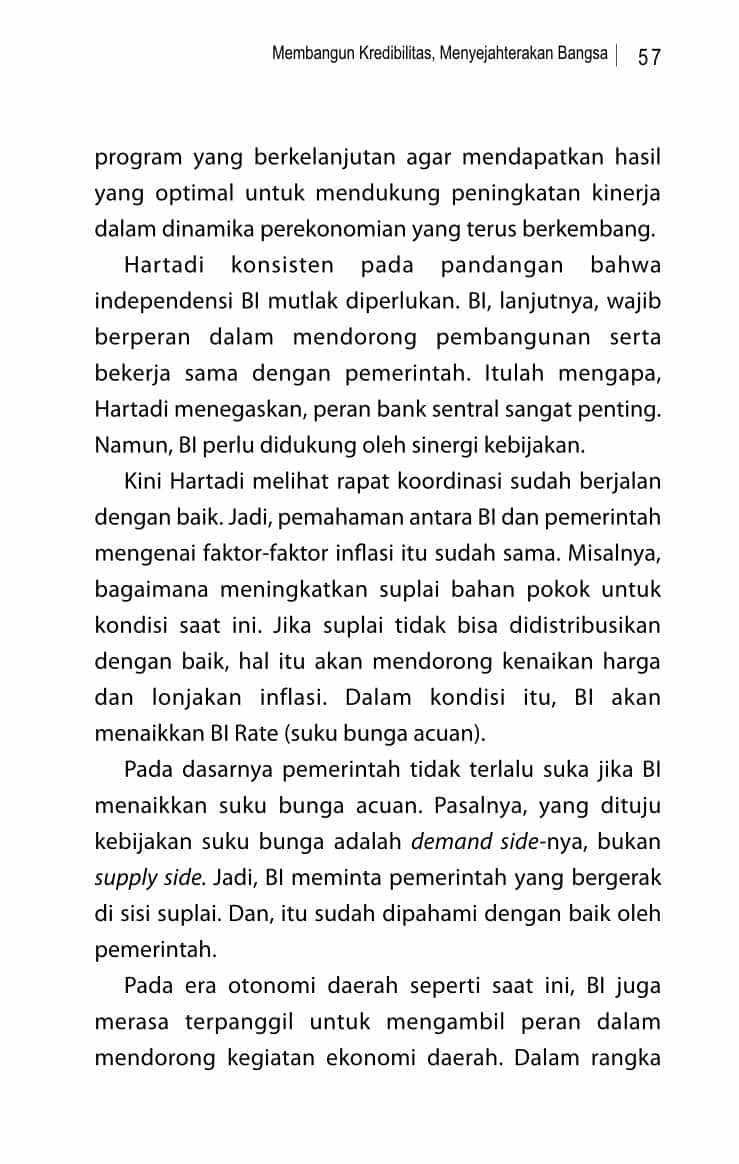 Membangun Kredibilitas, Menyejahterakan Bangsa | 57
program yang berkelanjutan agar mendapatkan hasil
yang optimal untuk mendukung peningkatan kinerja
dalam dinamika perekonomian yang terus berkembang.
Hartadi konsisten pada pandangan bahwa
independensi BI mutlak diperlukan. BI, lanjutnya, wajib
berperan dalam mendorong pembangunan serta
bekerja sama dengan pemerintah. Itulah mengapa,
Hartadi menegaskan, peran bank sentral sangat penting.
Namun, BI perlu didukung oleh sinergi kebijakan.
Kini Hartadi melihat rapat koordinasi sudah berjalan
dengan baik. Jadi, pemahaman antara BI dan pemerintah
mengenai faktor-faktor inflasi itu sudah sama. Misalnya,
bagaimana meningkatkan suplai bahan pokok untuk
kondisi saat ini. Jika suplai tidak bisa didistribusikan
dengan baik, hal itu akan mendorong kenaikan harga
dan lonjakan inflasi. Dalam kondisi itu, BI akan
menaikkan BI Rate (suku bunga acuan).
Pada dasarnya pemerintah tidak terlalu suka jika BI
menaikkan suku bunga acuan. Pasalnya, yang dituju
kebijakan suku bunga adalah demand side-nya, bukan
supply side. Jadi, BI meminta pemerintah yang bergerak
di sisi suplai. Dan, itu sudah dipahami dengan baik oleh
pemerintah.
Pada era otonomi daerah seperti saat ini, BI juga
merasa terpanggil untuk mengambil peran dalam
mendorong kegiatan ekonomi daerah. Dalam rangka